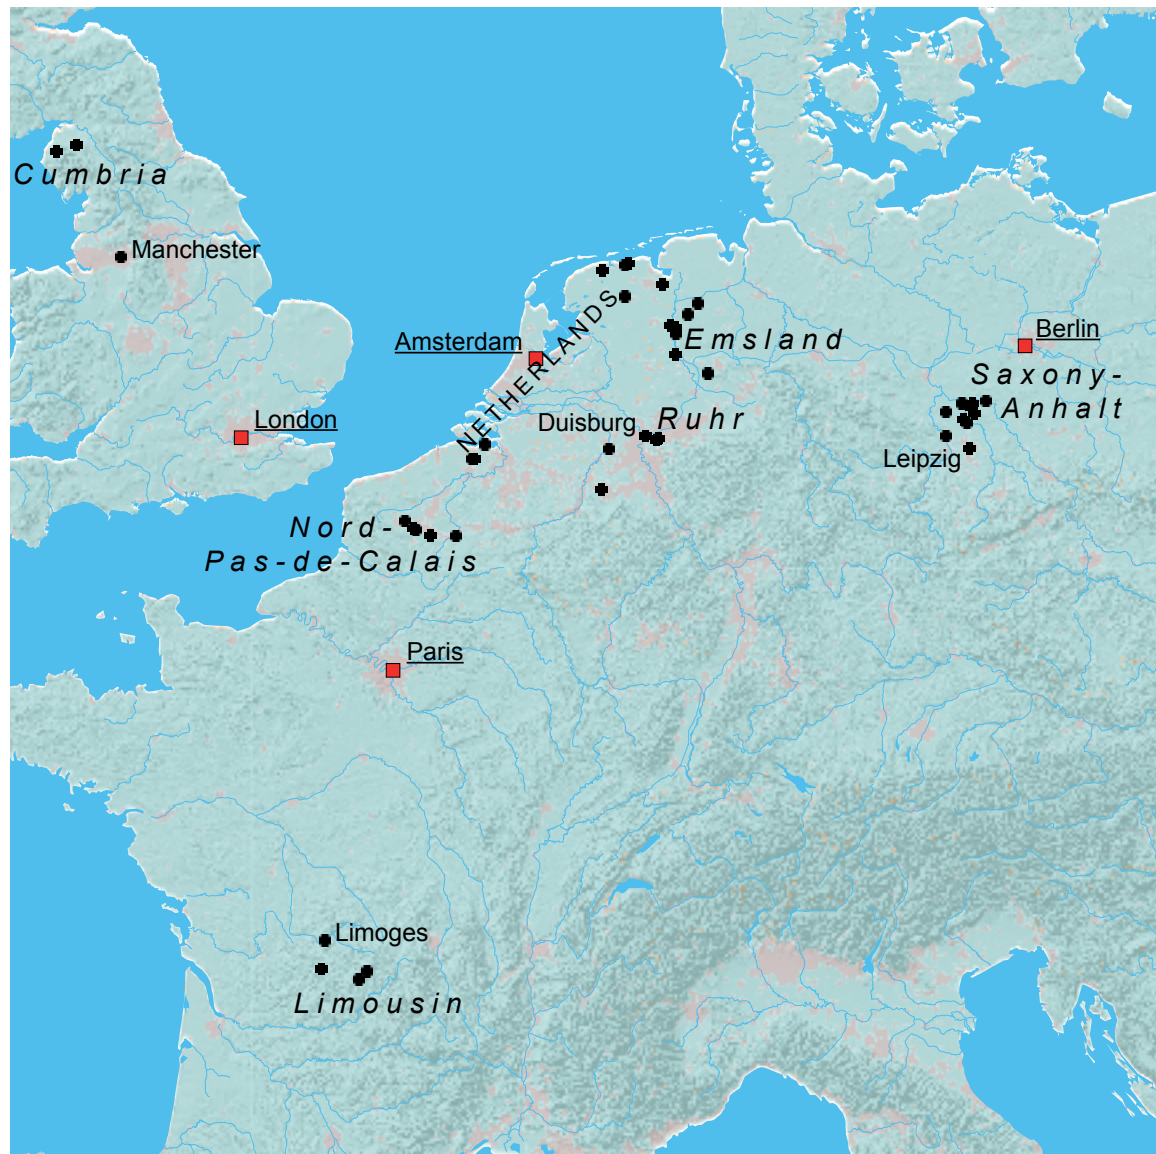 Cumbria
Manchester
London
Amsterdam
NETHERLANDS
Emsland
Berlin
Saxony-
Anhalt
Leipzig
Duisburg
Ruhr
Nord-
Pas-de-Calais
Paris
Limoges
Limousin